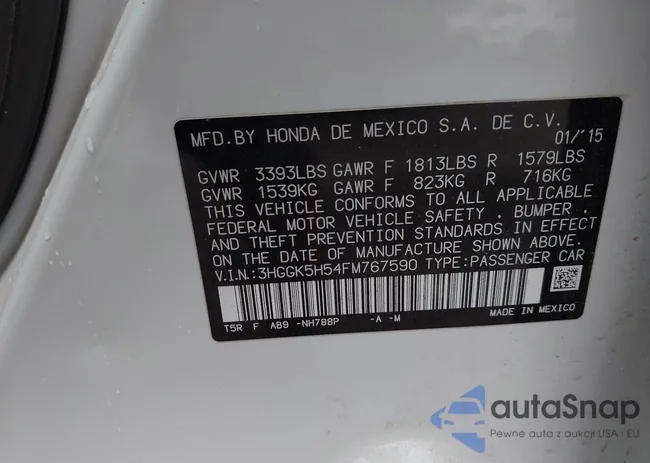 MFD.BY HONDA DE MEXICO S.A. DE C.V.
01/'15
GVWR 3393LBS GAWR F 1813LBS R 1579LBS
GVWR 1539KG GAWR F 823KG R 716KG
THIS VEHICLE CONFORMS TO ALL APPLICABLE
FEDERAL MOTOR VEHICLE SAFETY , BUMPER ,
AND THEFT PREVENTION STANDARDS IN EFFECT
ON THE DATE OF MANUFACTURE SHOWN ABOVE.
V.I.N.:3HGGK5H54FM767590 TYPE:PASSENGER CAR
T5R F AB9 -NH788P -A -M
MADE IN MEXICO
autaSnap
Pewne auta z aukcji USA i EU